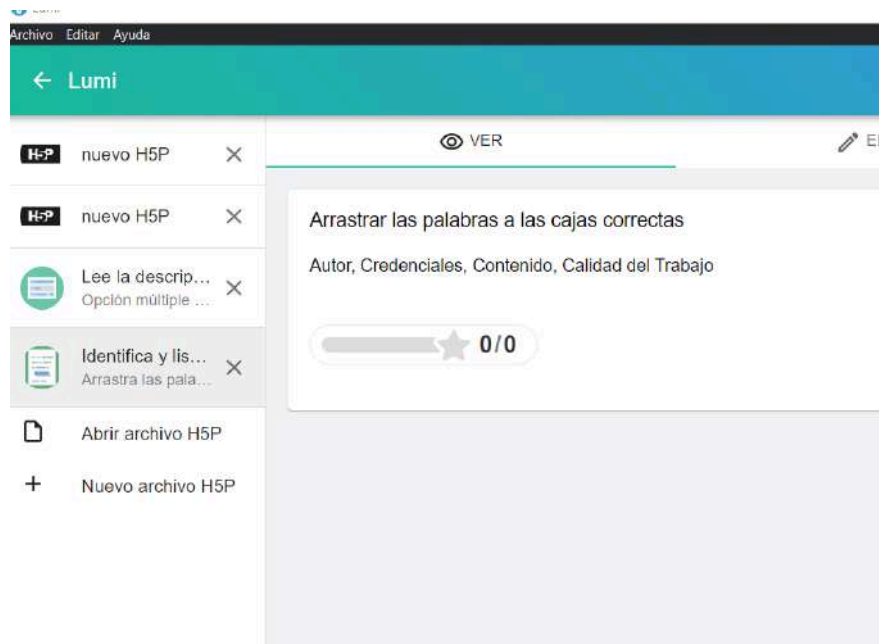 Archivo Editar Ayuda
← Lumi
H5P nuevo H5P ×
H5P nuevo H5P ×
Lee la descrip... ×
Opción múltiple ...
Identifica y lis... ×
Arrastra las pala...
Abrir archivo H5P
+ Nuevo archivo H5P
VER
Arrastrar las palabras a las cajas correctas
Autor, Credenciales, Contenido, Calidad del Trabajo
0/0